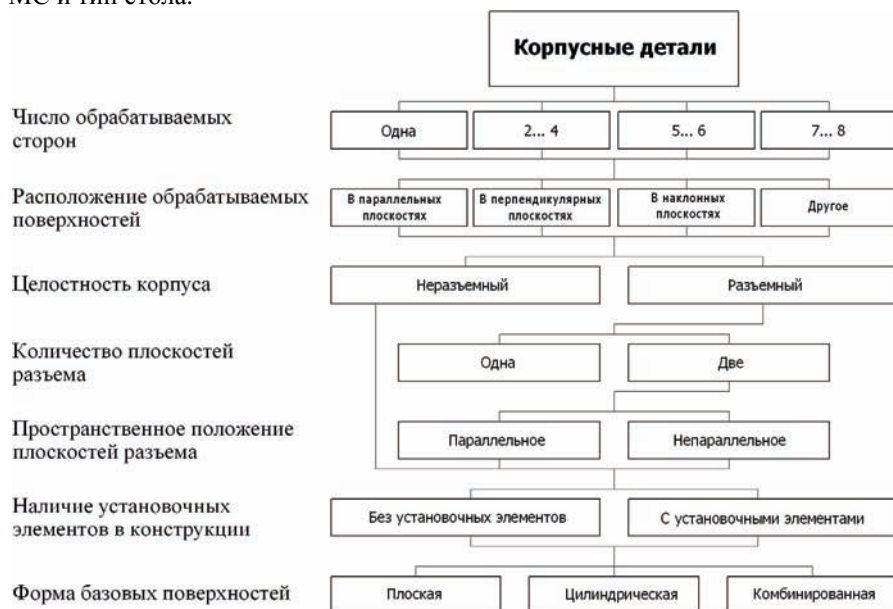 МС и тип стола.
Корпусные детали
Число обрабатываемых
сторон
Одна
2... 4
5... 6
7... 8
Расположение обрабатываемых
поверхностей
В параллельных
плоскостях
В перпендикулярных
плоскостях
В наклонных
плоскостях
Другое
Целостность корпуса
Неразъемный
Разъемный
Количество плоскостей
разъема
Одна
Две
Пространственное положение
плоскостей разъема
Параллельное
Непараллельное
Наличие установочных
элементов в конструкции
Без установочных элементов
С установочными элементами
Форма базовых поверхностей
Плоская
Цилиндрическая
Комбинированная